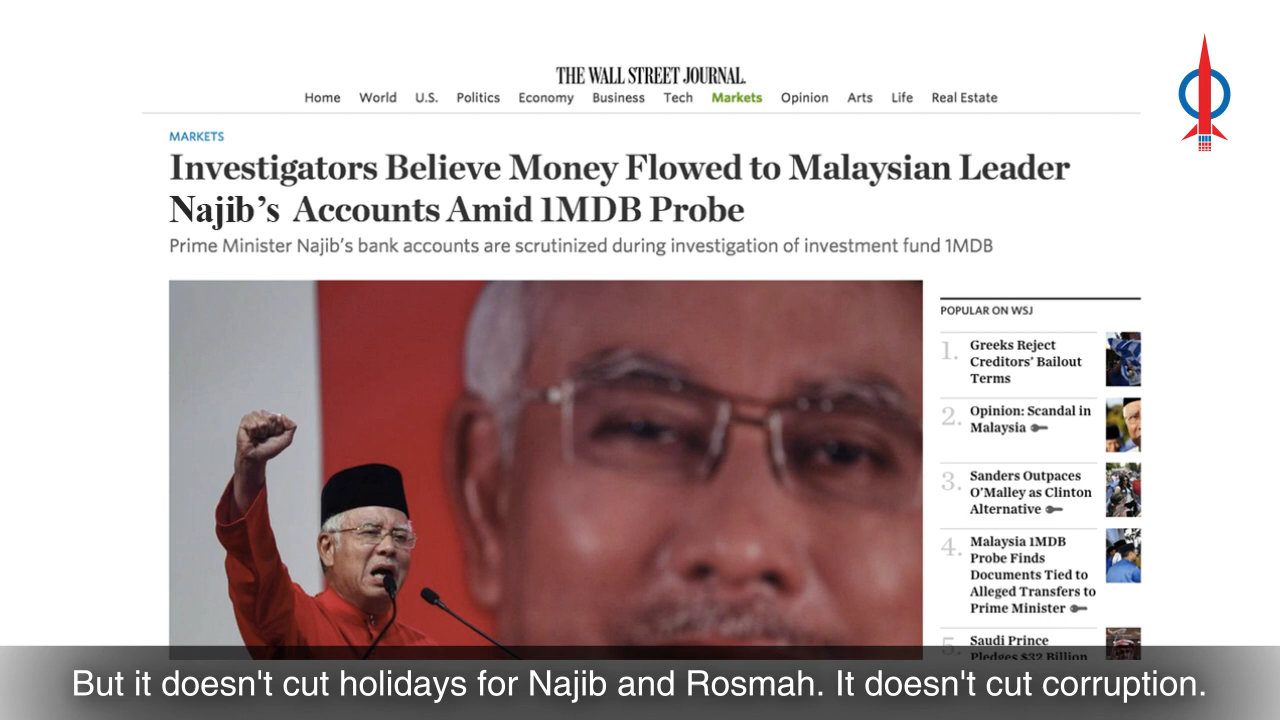 THE WALL STREET JOURNAL.
Home World U.S. Politics Economy Business Tech Markets Opinion Arts Life Real Estate
MARKETS
Investigators Believe Money Flowed to Malaysian Leader
Najib's Accounts Amid 1MDB Probe
Prime Minister Najib's bank accounts are scrutinized during investigation of investment fund 1MDB
POPULAR ON WSJ
1. Greeks Reject
Creditors' Bailout
Terms
2. Opinion: Scandal in
Malaysia
3. Sanders Outpaces
O'Malley as Clinton
Alternative
4. Malaysia 1MDB
Probe Finds
Documents Tied to
Alleged Transfers to
Prime Minister
5. Saudi Prince
Pledges $32 Billion
But it doesn't cut holidays for Najib and Rosmah. It doesn't cut corruption.